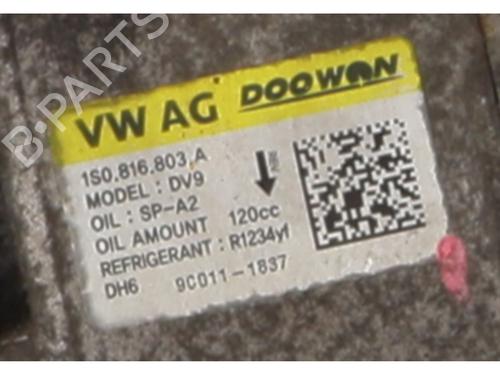 B-PARTS
VW AG DOOWON
1S0.816.803.A
MODEL : DV9
OIL : SP-A2
OIL AMOUNT 120cc
REFRIGERANT : R1234yf
DH6 9C011-1837